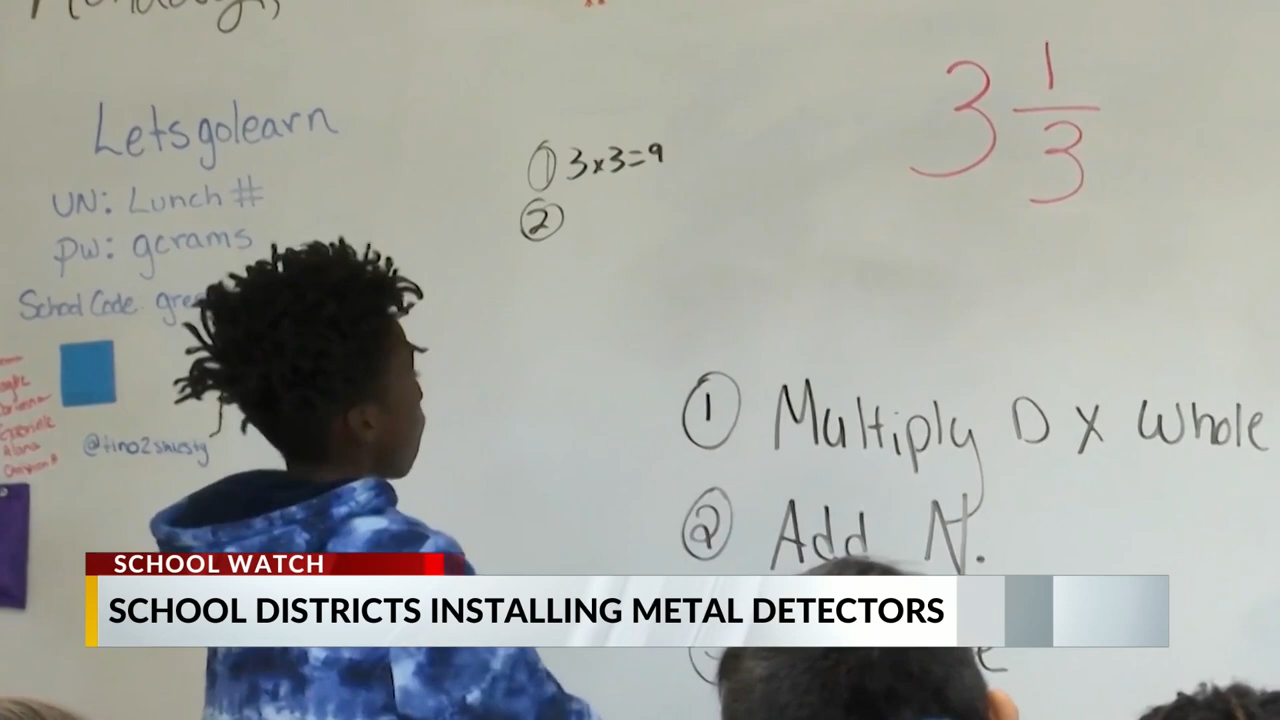 Letsgolearn
UN: Lunch #
pw: gcrams
School Code
@tino2shiesty
① 3x3=9
②
3 1/3
① Multiply D X Whole
② Add N.
SCHOOL WATCH
SCHOOL DISTRICTS INSTALLING METAL DETECTORS